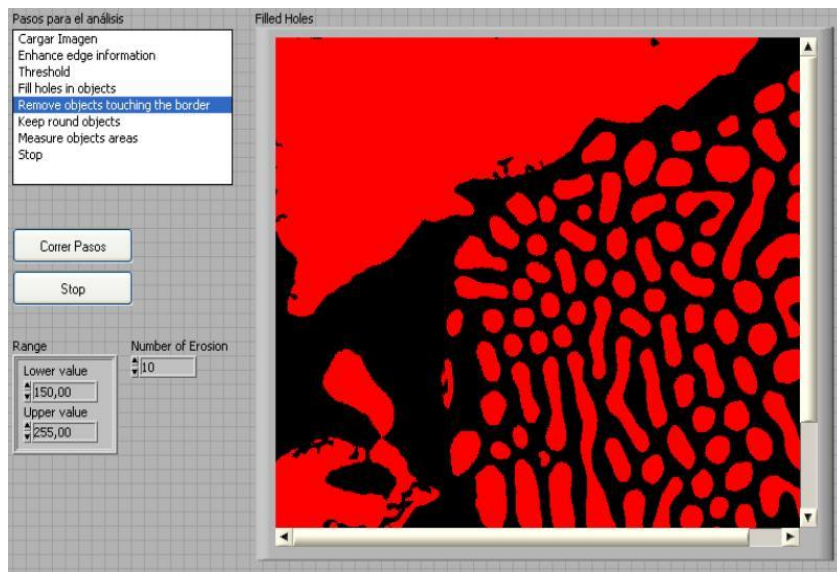 Pasos para el análisis
Cargar Imagen
Enhance edge information
Threshold
Fill holes in objects
Remove objects touching the border
Keep round objects
Measure objects areas
Stop
Correr Pasos
Stop
Range
Lower value
150,00
Upper value
255,00
Number of Erosion
10
Filled Holes